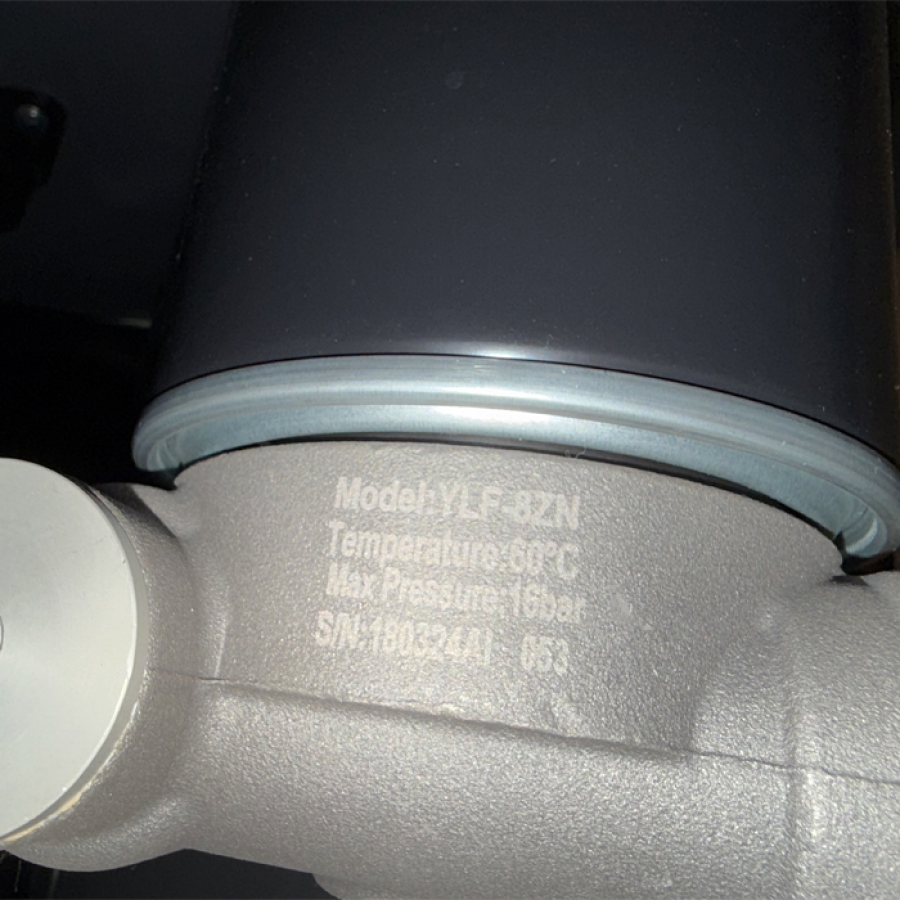 Model:YLF-8ZN
Temperature:60°C
Max Pressure:16bar
S/N:180324AI - 053